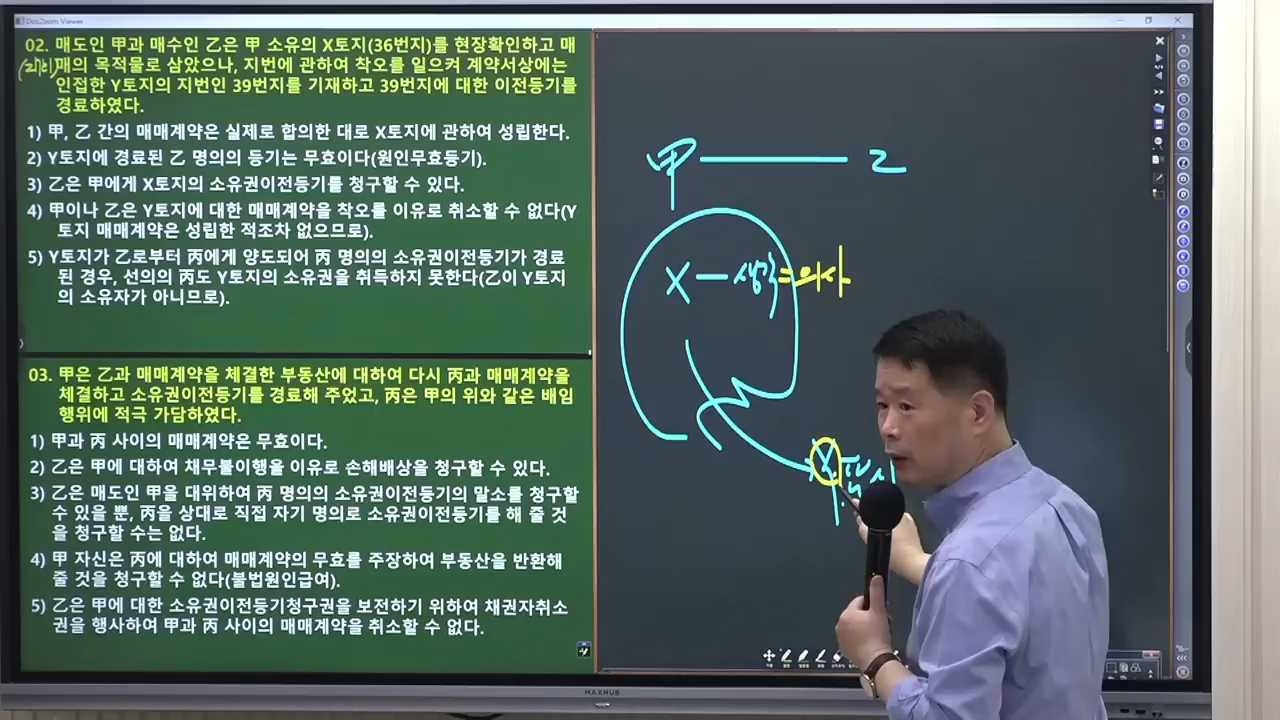 DocZoom Viewer
02. 매도인 甲과 매수인 乙은 甲 소유의 X토지(36번지)를 현장확인하고 매
매의 목적물로 삼았으나, 지번에 관하여 착오를 일으켜 계약서상에는
인접한 Y토지의 지번인 39번지를 기재하고 39번지에 대한 이전등기를
경료하였다.
1) 甲, 乙 간의 매매계약은 실제로 합의한 대로 X토지에 관하여 성립한다.
2) Y토지에 경료된 乙 명의의 등기는 무효이다(원인무효등기).
3) 乙은 甲에게 X토지의 소유권이전등기를 청구할 수 있다.
4) 甲이나 乙은 Y토지에 대한 매매계약을 착오를 이유로 취소할 수 없다(Y
토지 매매계약은 성립한 적조차 없으므로).
5) Y토지가 乙로부터 丙에게 양도되어 丙 명의의 소유권이전등기가 경료
된 경우, 선의의 丙도 Y토지의 소유권을 취득하지 못한다(乙이 Y토지
의 소유자가 아니므로).
03. 甲은 乙과 매매계약을 체결한 부동산에 대하여 다시 丙과 매매계약을
체결하고 소유권이전등기를 경료해 주었고, 丙은 甲의 위와 같은 배임
행위에 적극 가담하였다.
1) 甲과 丙 사이의 매매계약은 무효이다.
2) 乙은 甲에 대하여 채무불이행을 이유로 손해배상을 청구할 수 있다.
3) 乙은 매도인 甲을 대위하여 丙 명의의 소유권이전등기의 말소를 청구할
수 있을 뿐, 丙을 상대로 직접 자기 명의로 소유권이전등기를 해 줄 것
을 청구할 수는 없다.
4) 甲 자신은 丙에 대하여 매매계약의 무효를 주장하여 부동산을 반환해
줄 것을 청구할 수 없다(불법원인급여).
5) 乙은 甲에 대한 소유권이전등기청구권을 보전하기 위하여 채권자취소
권을 행사하여 甲과 丙 사이의 매매계약을 취소할 수 없다.
甲 — 乙
X — 생각 = 의사
Y
MAXHUB